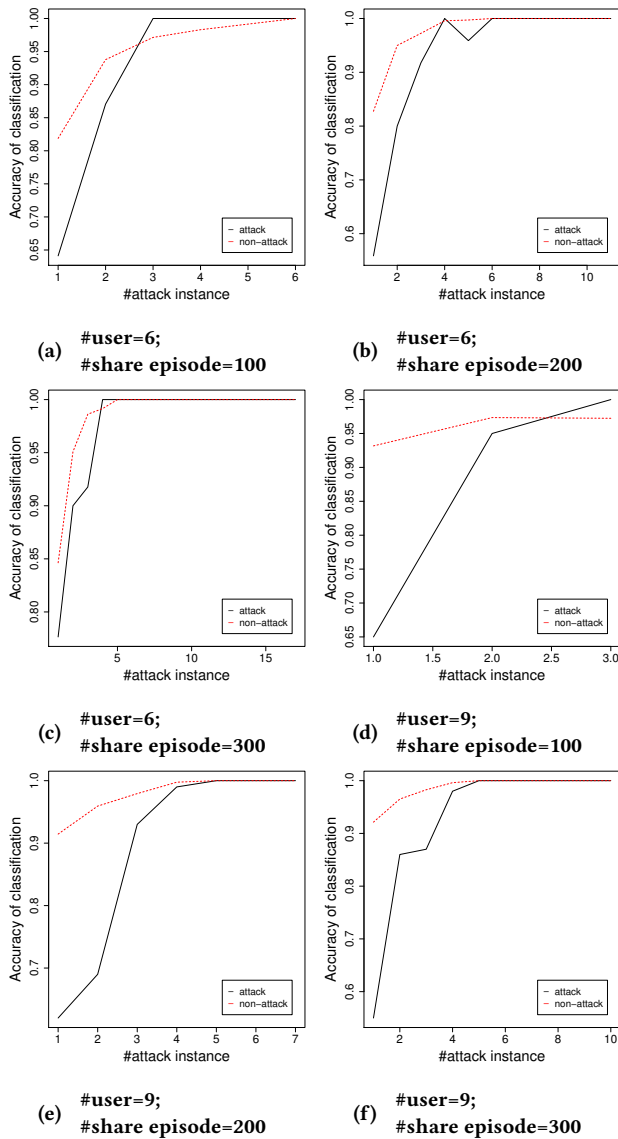 Accuracy of classification
0.65 0.70 0.75 0.80 0.85 0.90 0.95 1.00
attack
non−attack
1 2 3 4 5 6
#attack instance
(a) #user=6;
#share episode=100
Accuracy of classification
0.6 0.7 0.8 0.9 1.0
attack
non−attack
2 4 6 8 10
#attack instance
(b) #user=6;
#share episode=200
Accuracy of classification
0.80 0.85 0.90 0.95 1.00
attack
non−attack
5 10 15
#attack instance
(c) #user=6;
#share episode=300
Accuracy of classification
0.65 0.70 0.75 0.80 0.85 0.90 0.95 1.00
attack
non−attack
1.0 1.5 2.0 2.5 3.0
#attack instance
(d) #user=9;
#share episode=100
Accuracy of classification
0.7 0.8 0.9 1.0
attack
non−attack
1 2 3 4 5 6 7
#attack instance
(e) #user=9;
#share episode=200
Accuracy of classification
0.6 0.7 0.8 0.9 1.0
attack
non−attack
2 4 6 8 10
#attack instance
(f) #user=9;
#share episode=300